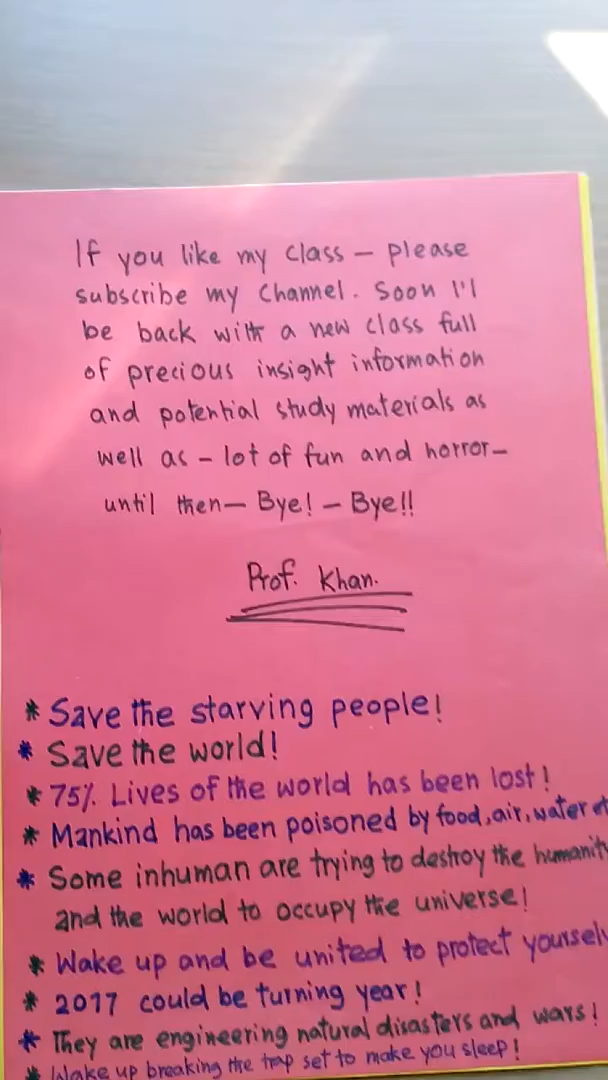 If you like my class – please
subscribe my channel. Soon I'l
be back with a new class full
of precious insight information
and potential study materials as
well as – lot of fun and horror–
until then– Bye! – Bye!!
Prof. Khan.
* Save the starving people!
* Save the world!
* 75% Lives of the world has been lost!
* Mankind has been poisoned by food, air, water et
* Some inhuman are trying to destroy the humanity
and the world to occupy the universe!
* Wake up and be united to protect yoursel
* 2017 could be turning year!
* They are engineering natural disasters and wars!
* Wake up breaking the trap set to make you sleep!